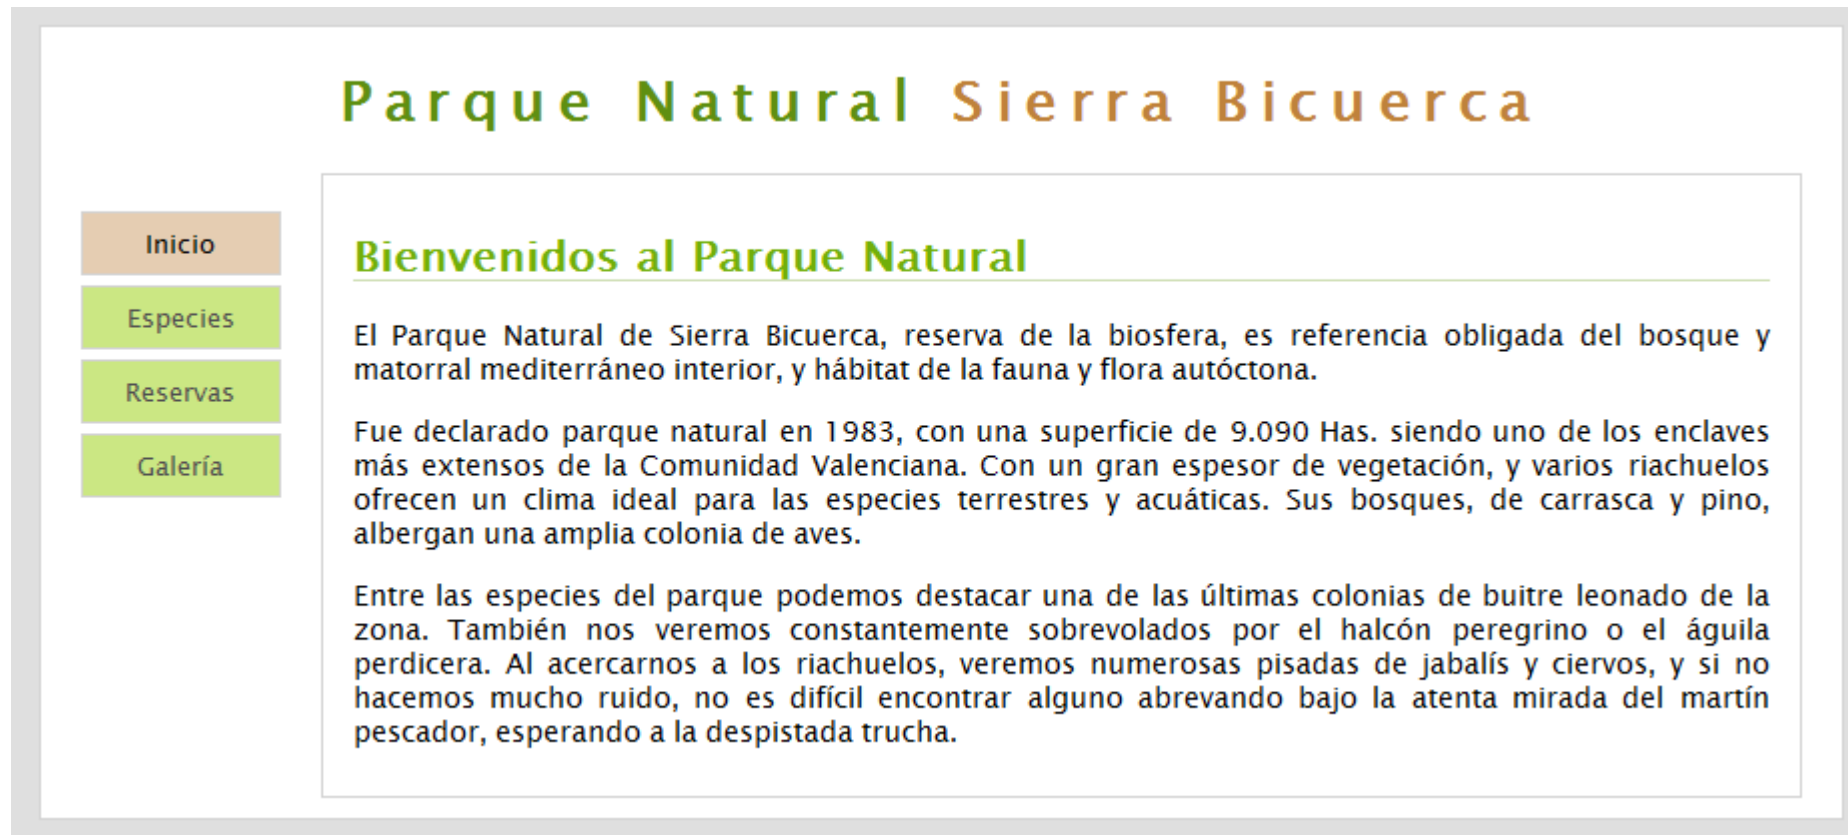 Parque Natural Sierra Bicuerca
Inicio
Especies
Reservas
Galería
Bienvenidos al Parque Natural
El Parque Natural de Sierra Bicuerca, reserva de la biosfera, es referencia obligada del bosque y
matorral mediterráneo interior, y hábitat de la fauna y flora autóctona.
Fue declarado parque natural en 1983, con una superficie de 9.090 Has. siendo uno de los enclaves
más extensos de la Comunidad Valenciana. Con un gran espesor de vegetación, y varios riachuelos
ofrecen un clima ideal para las especies terrestres y acuáticas. Sus bosques, de carrasca y pino,
albergan una amplia colonia de aves.
Entre las especies del parque podemos destacar una de las últimas colonias de buitre leonado de la
zona. También nos veremos constantemente sobrevolados por el halcón peregrino o el águila
perdicera. Al acercarnos a los riachuelos, veremos numerosas pisadas de jabalís y ciervos, y si no
hacemos mucho ruido, no es difícil encontrar alguno abrevando bajo la atenta mirada del martín
pescador, esperando a la despistada trucha.